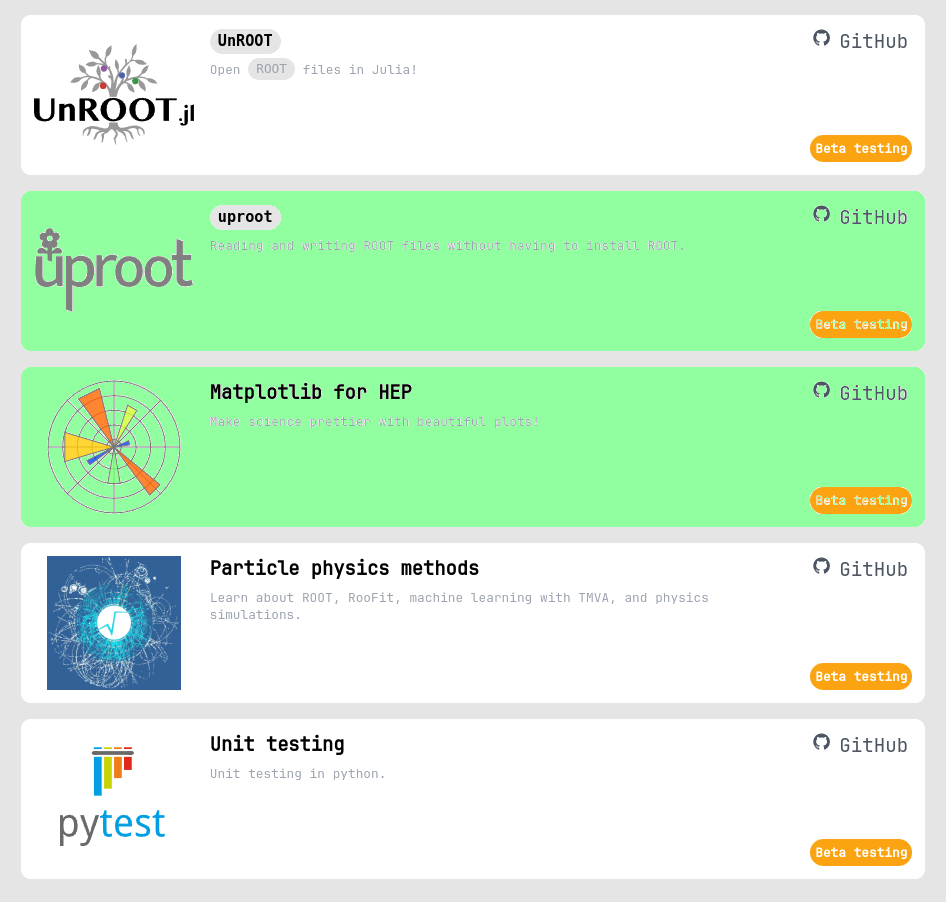 UnROOT.jl
UnROOT
GitHub
Open ROOT files in Julia!
Beta testing
uproot
uproot
GitHub
Reading and writing ROOT files without having to install ROOT.
Beta testing
Matplotlib for HEP
GitHub
Make science prettier with beautiful plots!
Beta testing
Particle physics methods
GitHub
Learn about ROOT, RooFit, machine learning with TMVA, and physics
simulations.
Beta testing
pytest
Unit testing
GitHub
Unit testing in python.
Beta testing